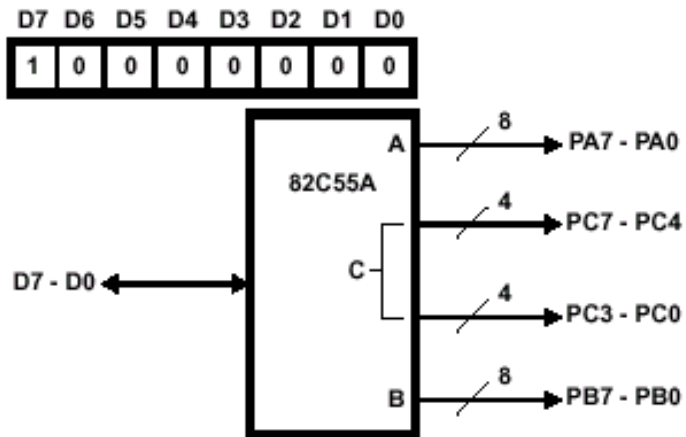 D7 D6 D5 D4 D3 D2 D1 D0
1 0 0 0 0 0 0 0
8
A PA7 - PA0
82C55A
4
PC7 - PC4
C
D7 - D0
4
PC3 - PC0
8
B PB7 - PB0